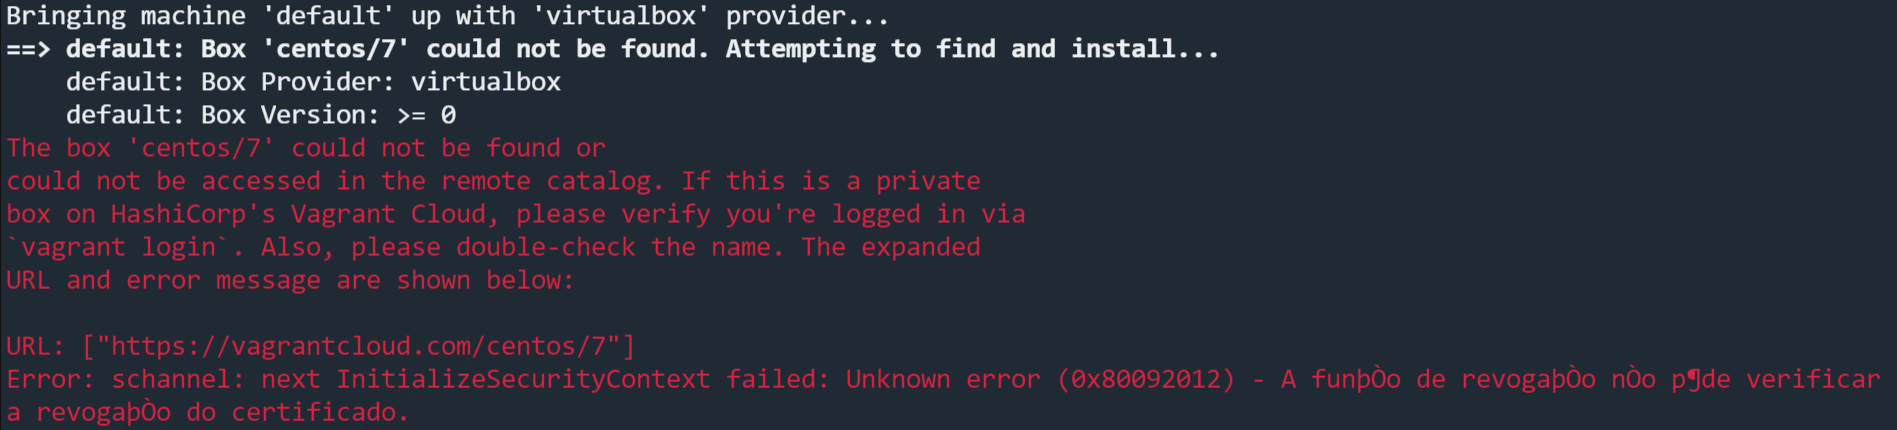 Bringing machine 'default' up with 'virtualbox' provider...
==> default: Box 'centos/7' could not be found. Attempting to find and install...
    default: Box Provider: virtualbox
    default: Box Version: >= 0
The box 'centos/7' could not be found or
could not be accessed in the remote catalog. If this is a private
box on HashiCorp's Vagrant Cloud, please verify you're logged in via
`vagrant login`. Also, please double-check the name. The expanded
URL and error message are shown below:

URL: ["https://vagrantcloud.com/centos/7"]
Error: schannel: next InitializeSecurityContext failed: Unknown error (0x80092012) - A funþÒo de revogaþÒo nÒo p¶de verificar
a revogaþÒo do certificado.